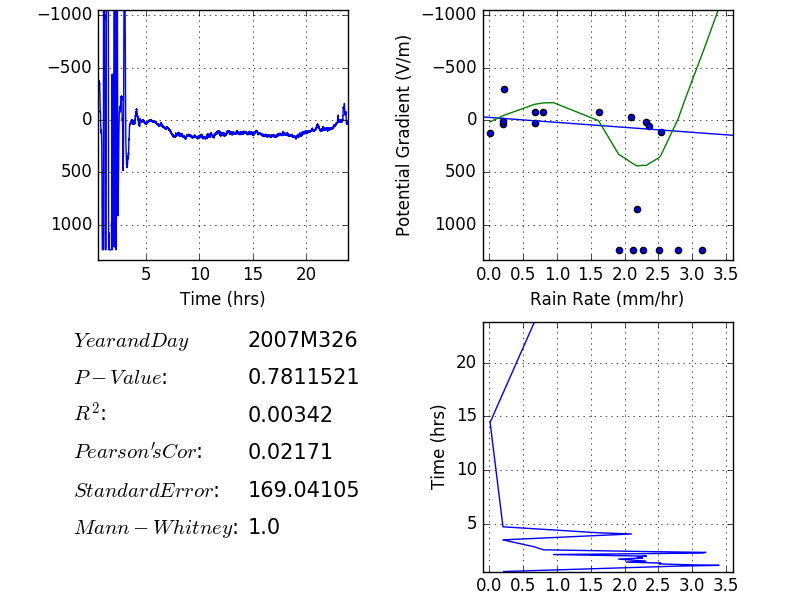 −1000
−500
0
500
1000
5 10 15 20
Time (hrs)
Potential Gradient (V/m)
−1000
−500
0
500
1000
0.0 0.5 1.0 1.5 2.0 2.5 3.0 3.5
Rain Rate (mm/hr)
YearandDay 2007M326
P−Value: 0.7811521
R²: 0.00342
Pearson'sCor: 0.02171
StandardError: 169.04105
Mann−Whitney: 1.0
Time (hrs)
20
15
10
5
0.0 0.5 1.0 1.5 2.0 2.5 3.0 3.5